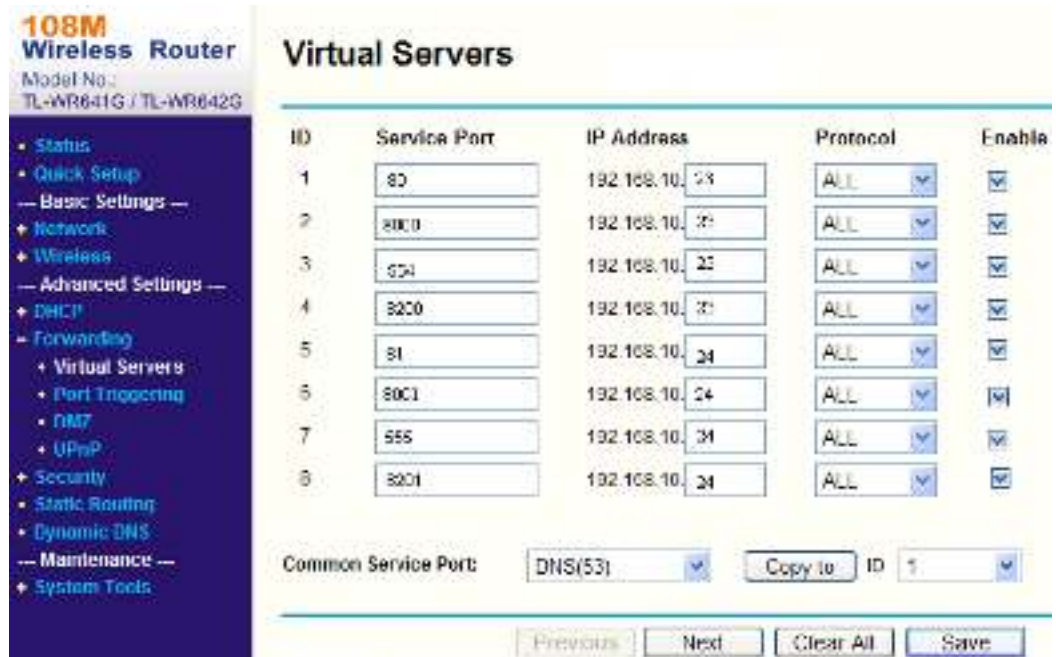 108M
Wireless Router
Model No.:
TL-WR641G / TL-WR642G
Virtual Servers
Status
Quick Setup
--- Basic Settings ---
Network
Wireless
--- Advanced Settings ---
DHCP
Forwarding
Virtual Servers
Port Triggering
DMZ
UPnP
Security
Static Routing
Dynamic DNS
--- Maintenance ---
System Tools
ID Service Port IP Address Protocol Enable
1 80 192.168.10. 23 ALL
2 8000 192.168.10. 23 ALL
3 554 192.168.10. 23 ALL
4 8200 192.168.10. 23 ALL
5 81 192.168.10. 24 ALL
6 8001 192.168.10. 24 ALL
7 555 192.168.10. 24 ALL
8 8201 192.168.10. 24 ALL
Common Service Port: DNS(53) Copy to ID 1
Previous Next Clear All Save